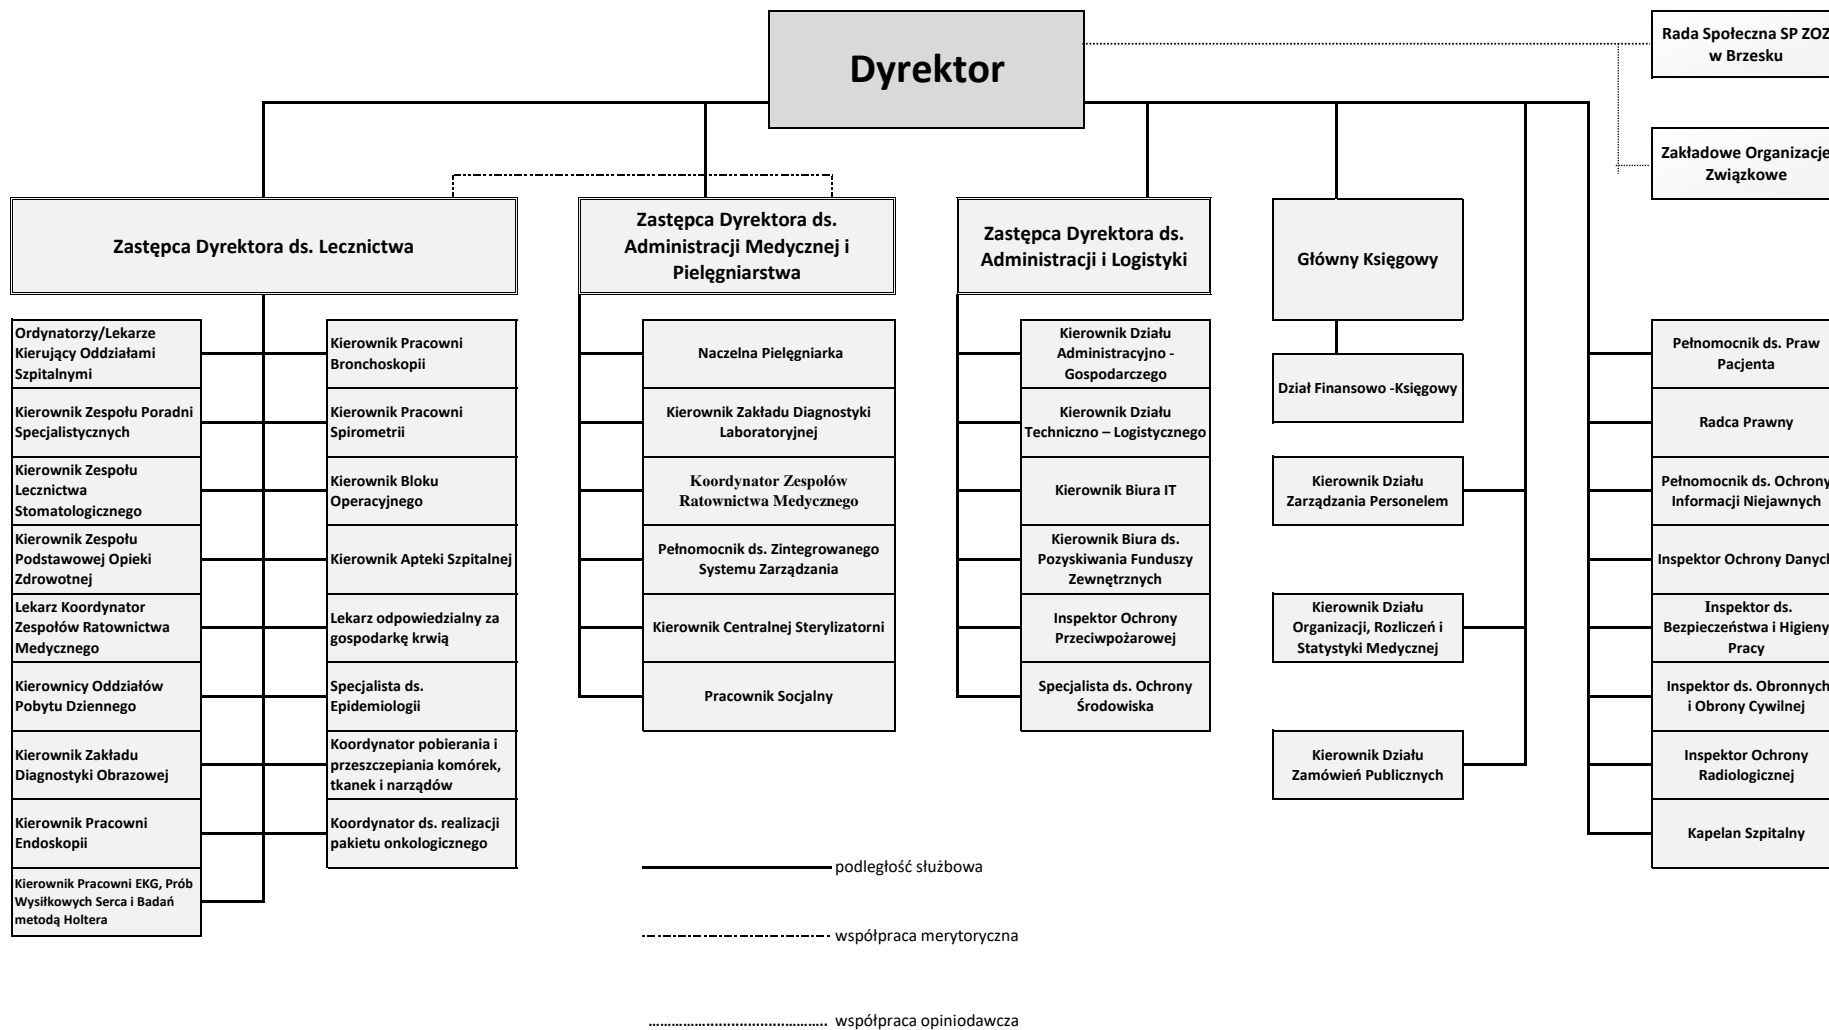 Dyrektor
Rada Społeczna SP ZOZ
w Brzesku
Zakładowe Organizacje
Związkowe
Zastępca Dyrektora ds. Lecznictwa
Zastępca Dyrektora ds.
Administracji Medycznej i
Pielęgniarstwa
Zastępca Dyrektora ds.
Administracji i Logistyki
Główny Księgowy
Ordynatorzy/Lekarze
Kierujący Oddziałami
Szpitalnymi
Kierownik Zespołu Poradni
Specjalistycznych
Kierownik Zespołu
Lecznictwa
Stomatologicznego
Kierownik Zespołu
Podstawowej Opieki
Zdrowotnej
Lekarz Koordynator
Zespołów Ratownictwa
Medycznego
Kierownicy Oddziałów
Pobytu Dziennego
Kierownik Zakładu
Diagnostyki Obrazowej
Kierownik Pracowni
Endoskopii
Kierownik Pracowni EKG, Prób
Wysiłkowych Serca i Badań
metodą Holtera
Kierownik Pracowni
Bronchoskopii
Kierownik Pracowni
Spirometrii
Kierownik Bloku
Operacyjnego
Kierownik Apteki Szpitalnej
Lekarz odpowiedzialny za
gospodarkę krwią
Specjalista ds.
Epidemiologii
Koordynator pobierania i
przeszczepiania komórek,
tkanek i narządów
Koordynator ds. realizacji
pakietu onkologicznego
Naczelna Pielęgniarka
Kierownik Zakładu Diagnostyki
Laboratoryjnej
Koordynator Zespołów
Ratownictwa Medycznego
Pełnomocnik ds. Zintegrowanego
Systemu Zarządzania
Kierownik Centralnej Sterylizatorni
Pracownik Socjalny
Kierownik Działu
Administracyjno -
Gospodarczego
Kierownik Działu
Techniczno – Logistycznego
Kierownik Biura IT
Kierownik Biura ds.
Pozyskiwania Funduszy
Zewnętrznych
Inspektor Ochrony
Przeciwpożarowej
Specjalista ds. Ochrony
Środowiska
Dział Finansowo -Księgowy
Kierownik Działu
Zarządzania Personelem
Kierownik Działu
Organizacji, Rozliczeń i
Statystyki Medycznej
Kierownik Działu
Zamówień Publicznych
Pełnomocnik ds. Praw
Pacjenta
Radca Prawny
Pełnomocnik ds. Ochrony
Informacji Niejawnych
Inspektor Ochrony Danych
Inspektor ds.
Bezpieczeństwa i Higieny
Pracy
Inspektor ds. Obronnych
i Obrony Cywilnej
Inspektor Ochrony
Radiologicznej
Kapelan Szpitalny
podległość służbowa
współpraca merytoryczna
współpraca opiniodawcza